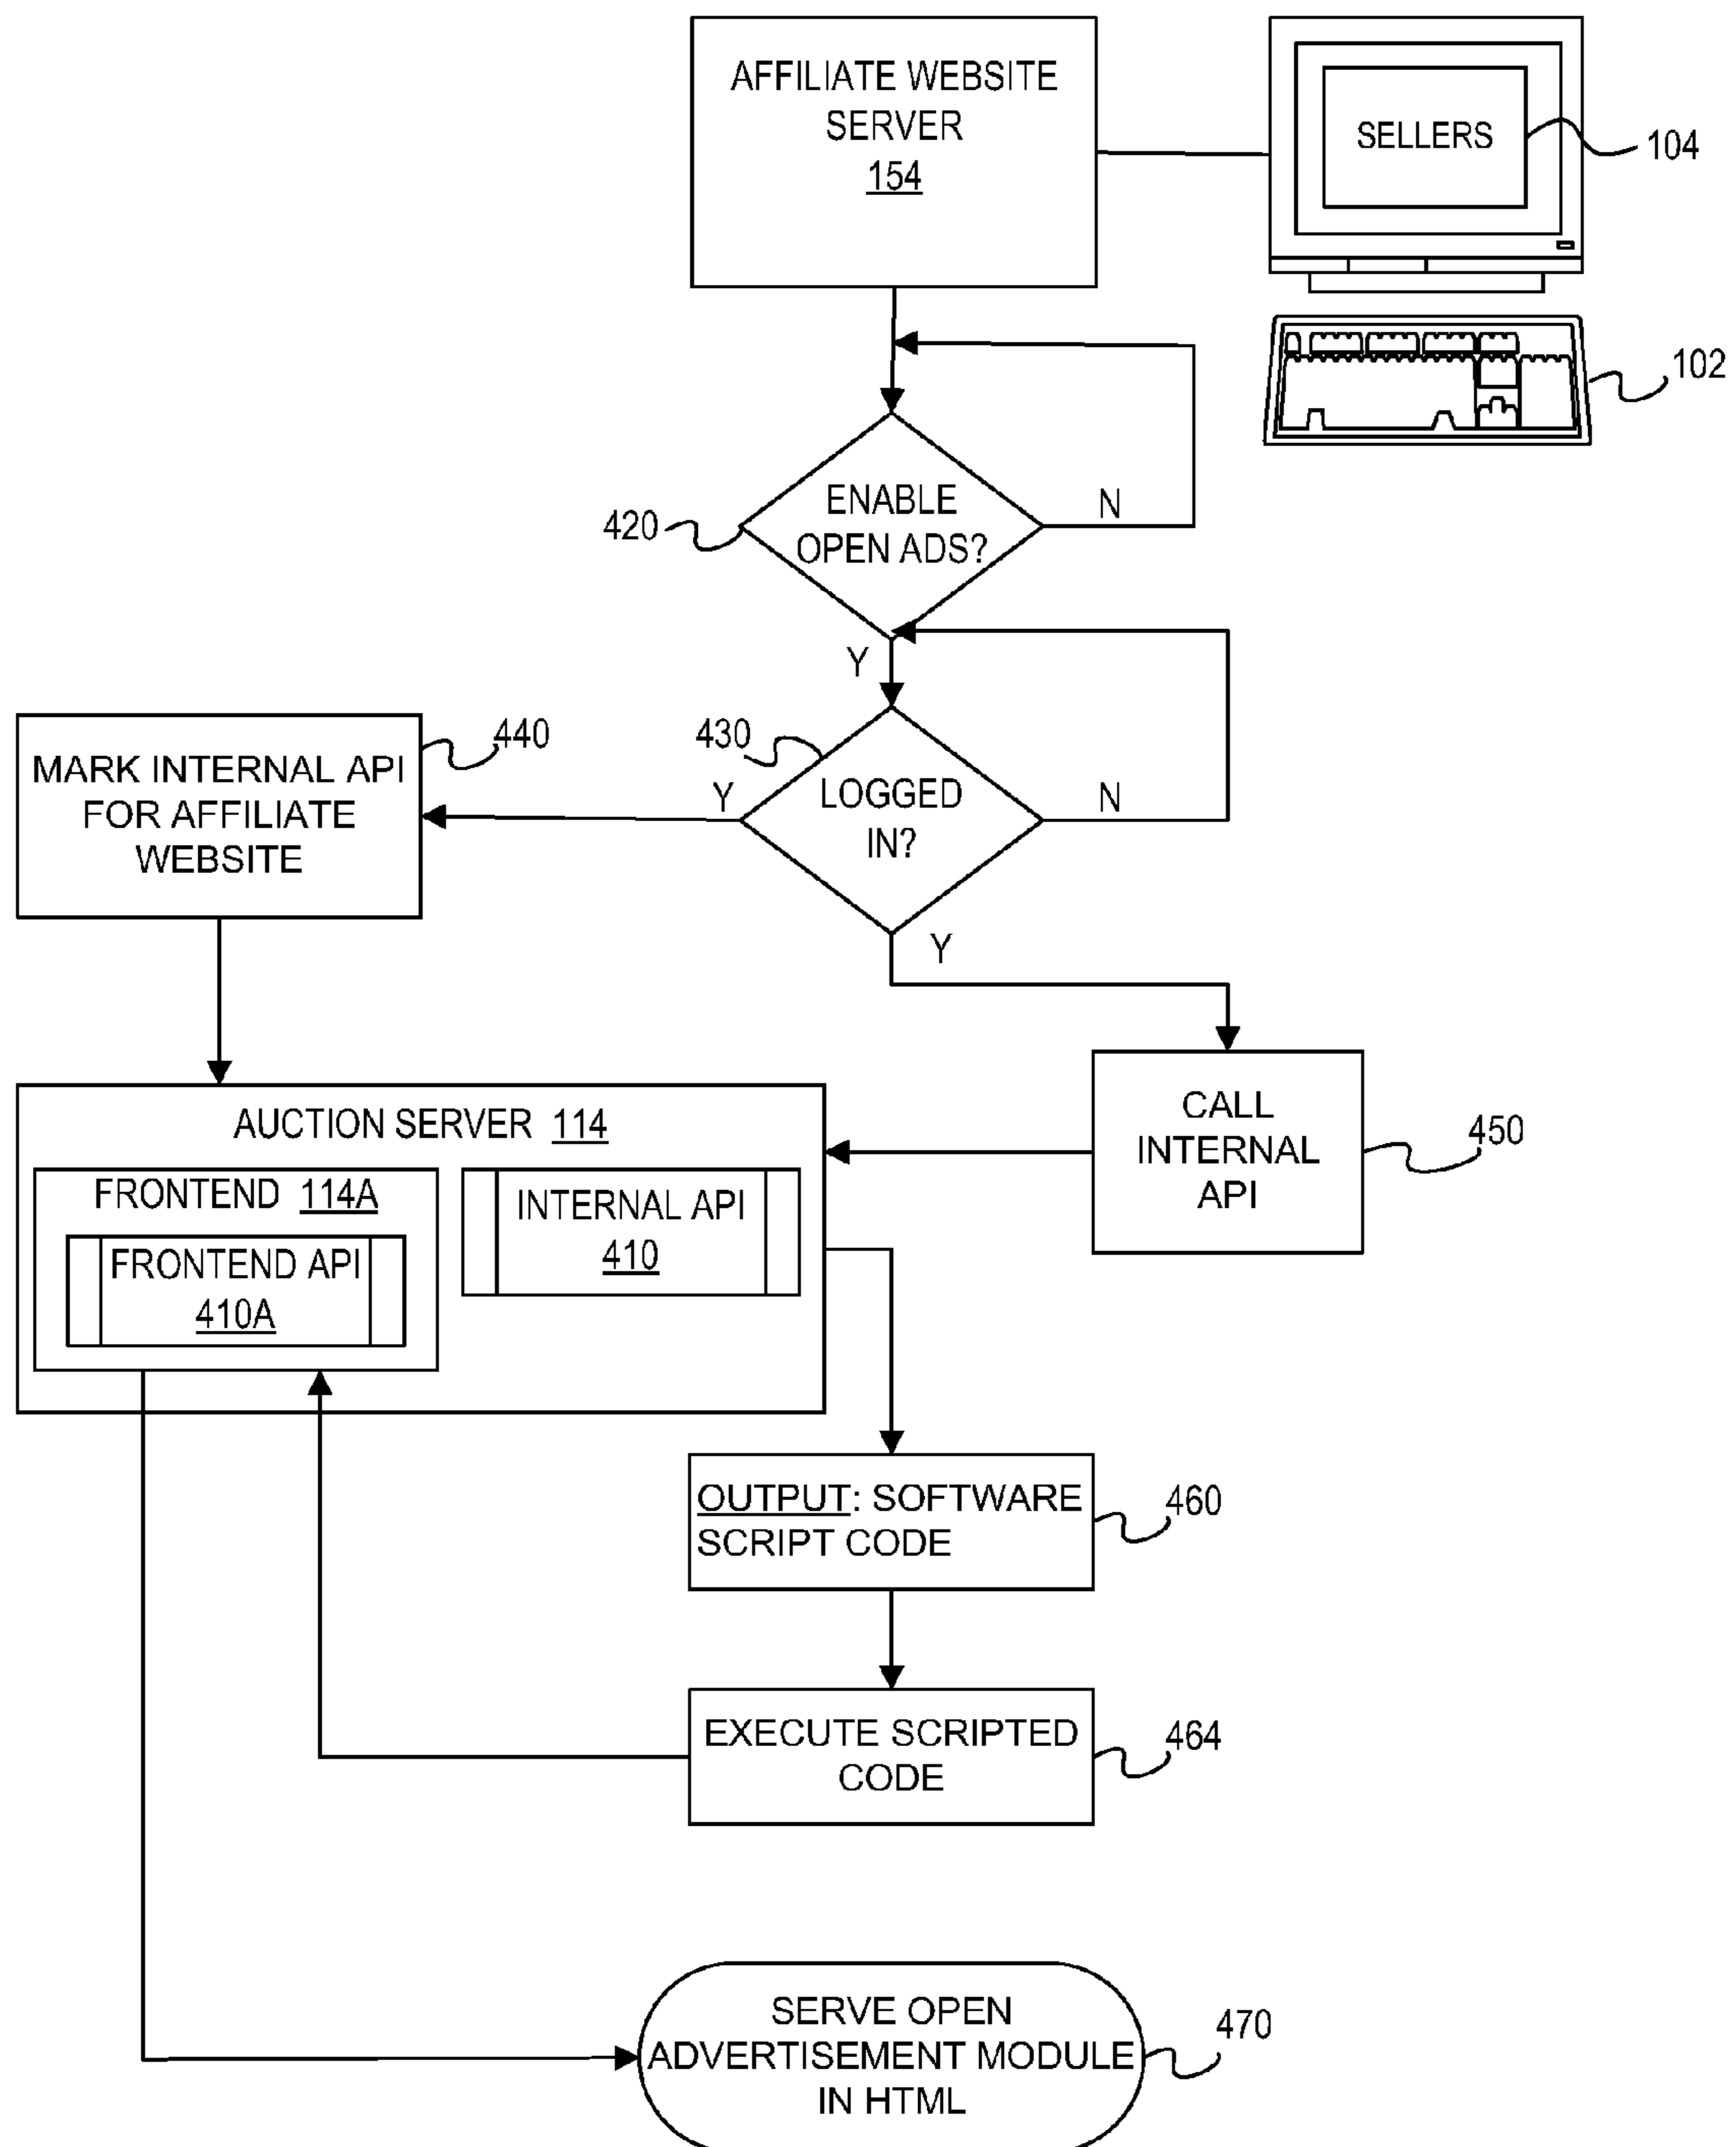 AFFILIATE WEBSITE
SERVER
154
SELLERS
104
102
ENABLE
OPEN ADS?
420
N
Y
MARK INTERNAL API
FOR AFFILIATE
WEBSITE
440
430
LOGGED
IN?
Y
N
Y
AUCTION SERVER 114
FRONTEND 114A
FRONTEND API
410A
INTERNAL API
410
CALL
INTERNAL
API
450
OUTPUT: SOFTWARE
SCRIPT CODE
460
EXECUTE SCRIPTED
CODE
464
SERVE OPEN
ADVERTISEMENT MODULE
IN HTML
470